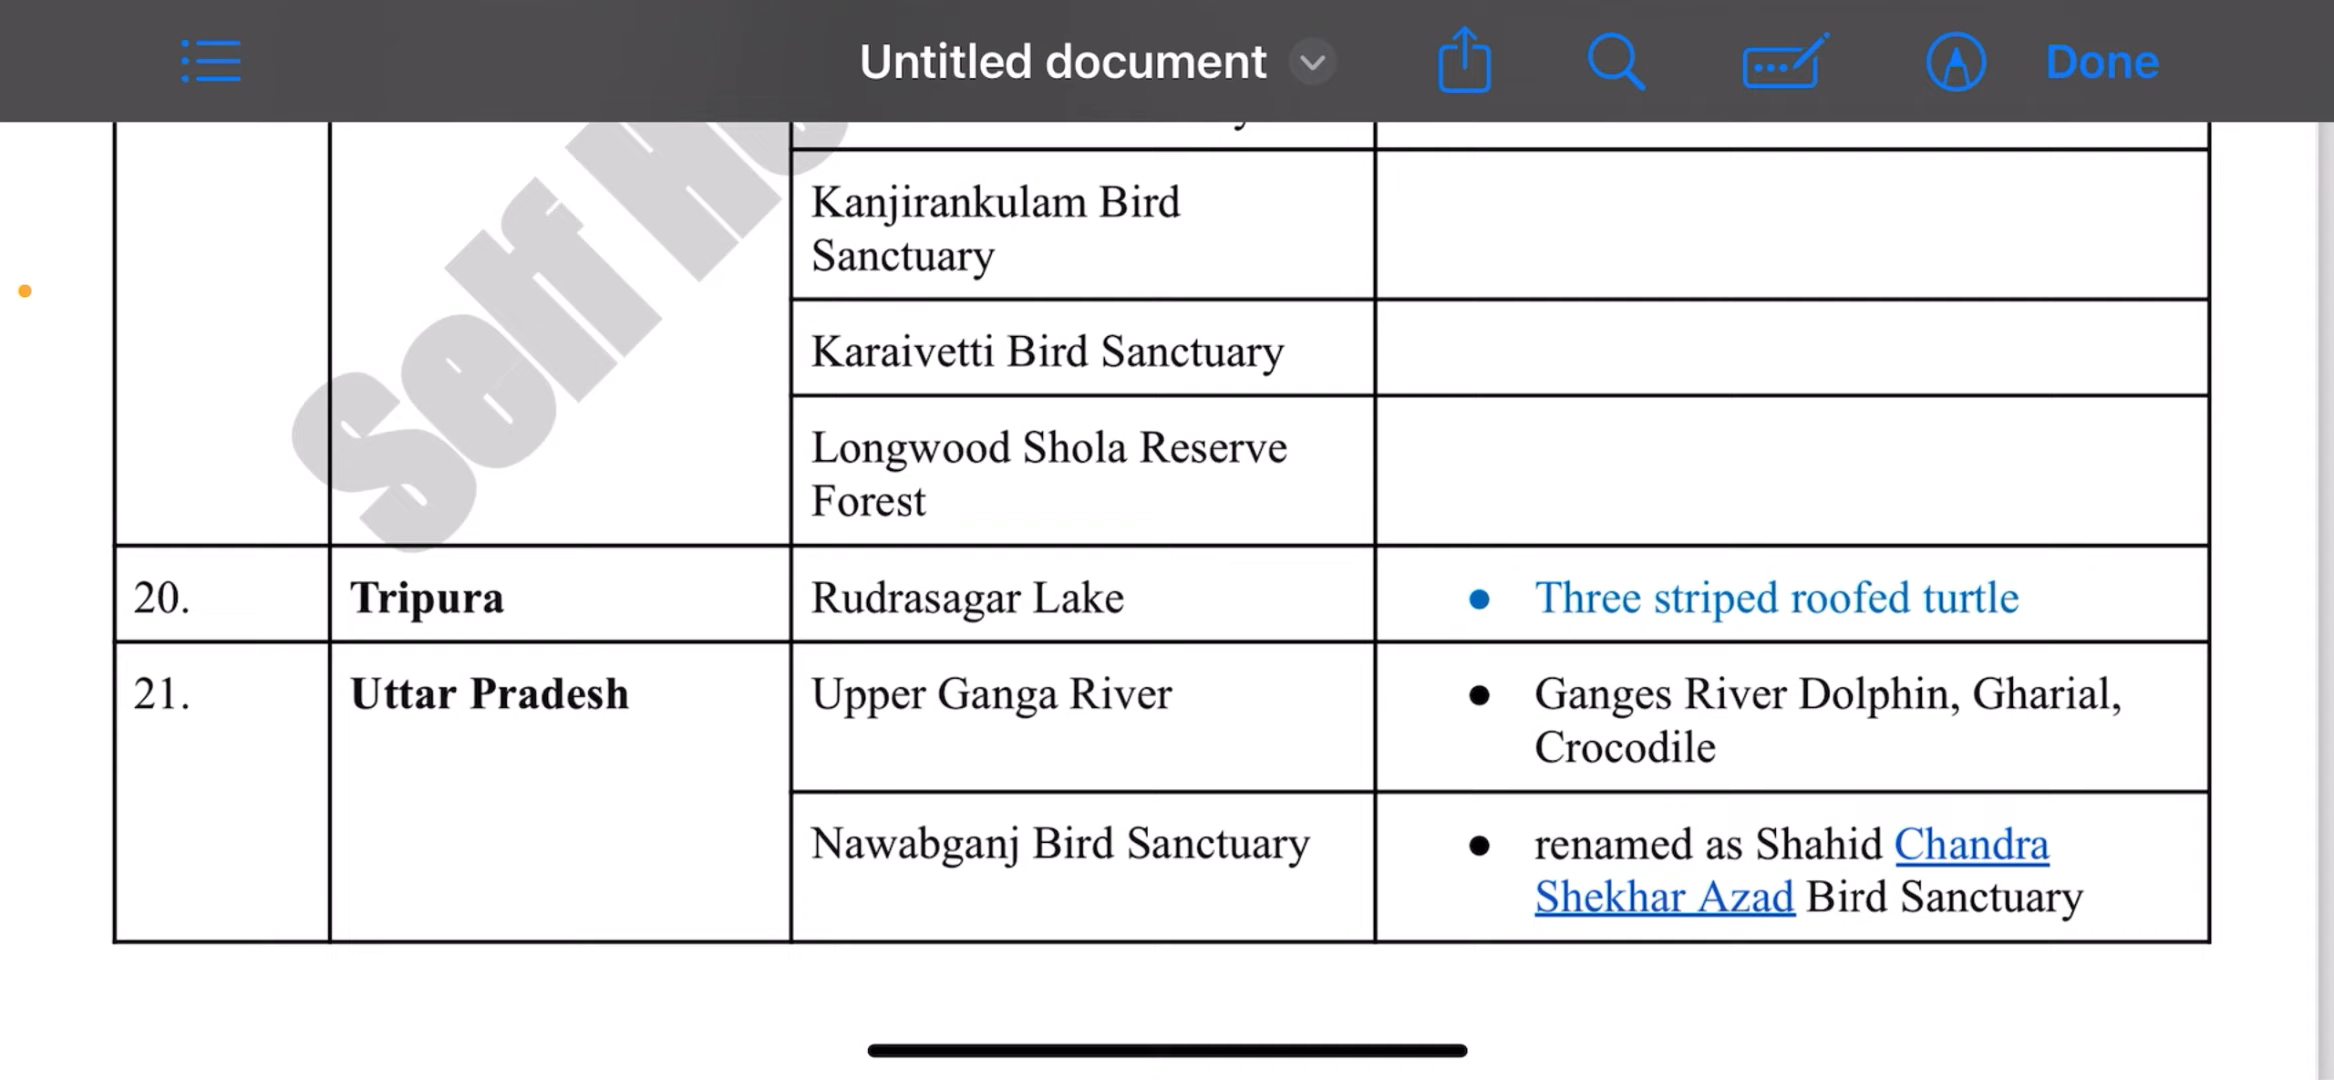 Untitled document
Done
Kanjirankulam Bird
Sanctuary
Karaivetti Bird Sanctuary
Longwood Shola Reserve
Forest
Self
20.
Tripura
Rudrasagar Lake
• Three striped roofed turtle
21.
Uttar Pradesh
Upper Ganga River
• Ganges River Dolphin, Gharial,
Crocodile
Nawabganj Bird Sanctuary
• renamed as Shahid Chandra
Shekhar Azad Bird Sanctuary